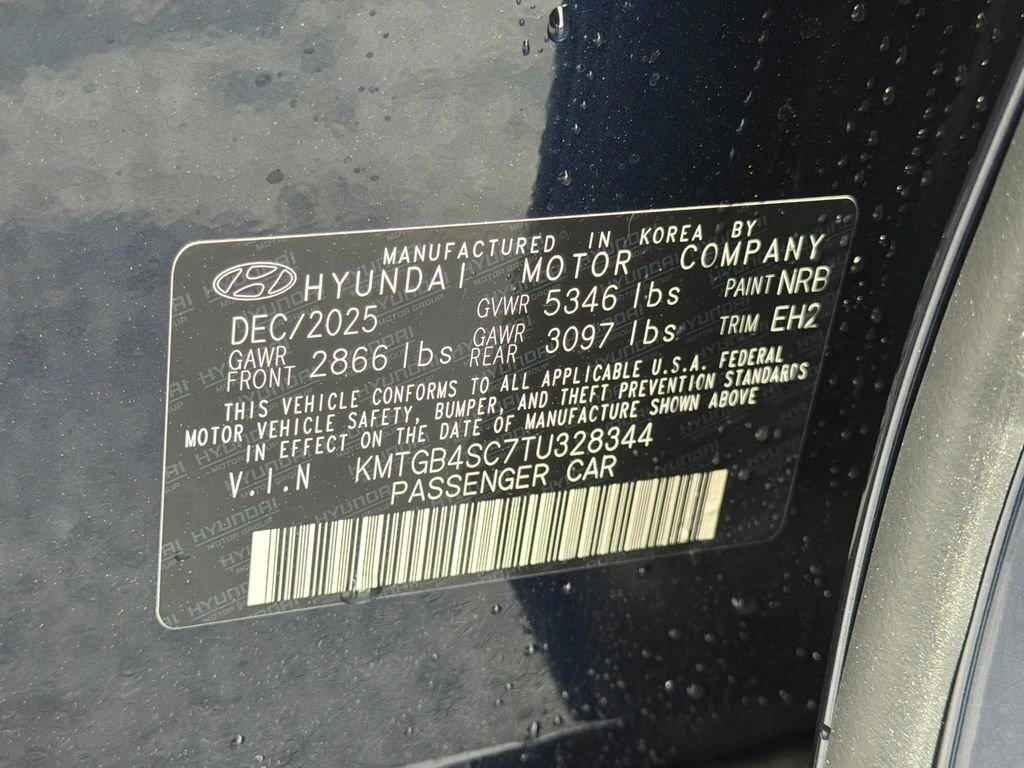 MANUFACTURED IN KOREA BY
HYUNDAI MOTOR COMPANY
DEC/2025 GVWR 5346 lbs PAINT NRB
GAWR FRONT 2866 lbs GAWR REAR 3097 lbs TRIM EH2
THIS VEHICLE CONFORMS TO ALL APPLICABLE U.S.A. FEDERAL
MOTOR VEHICLE SAFETY, BUMPER, AND THEFT PREVENTION STANDARDS
IN EFFECT ON THE DATE OF MANUFACTURE SHOWN ABOVE
V.I.N KMTGB4SC7TU328344
PASSENGER CAR